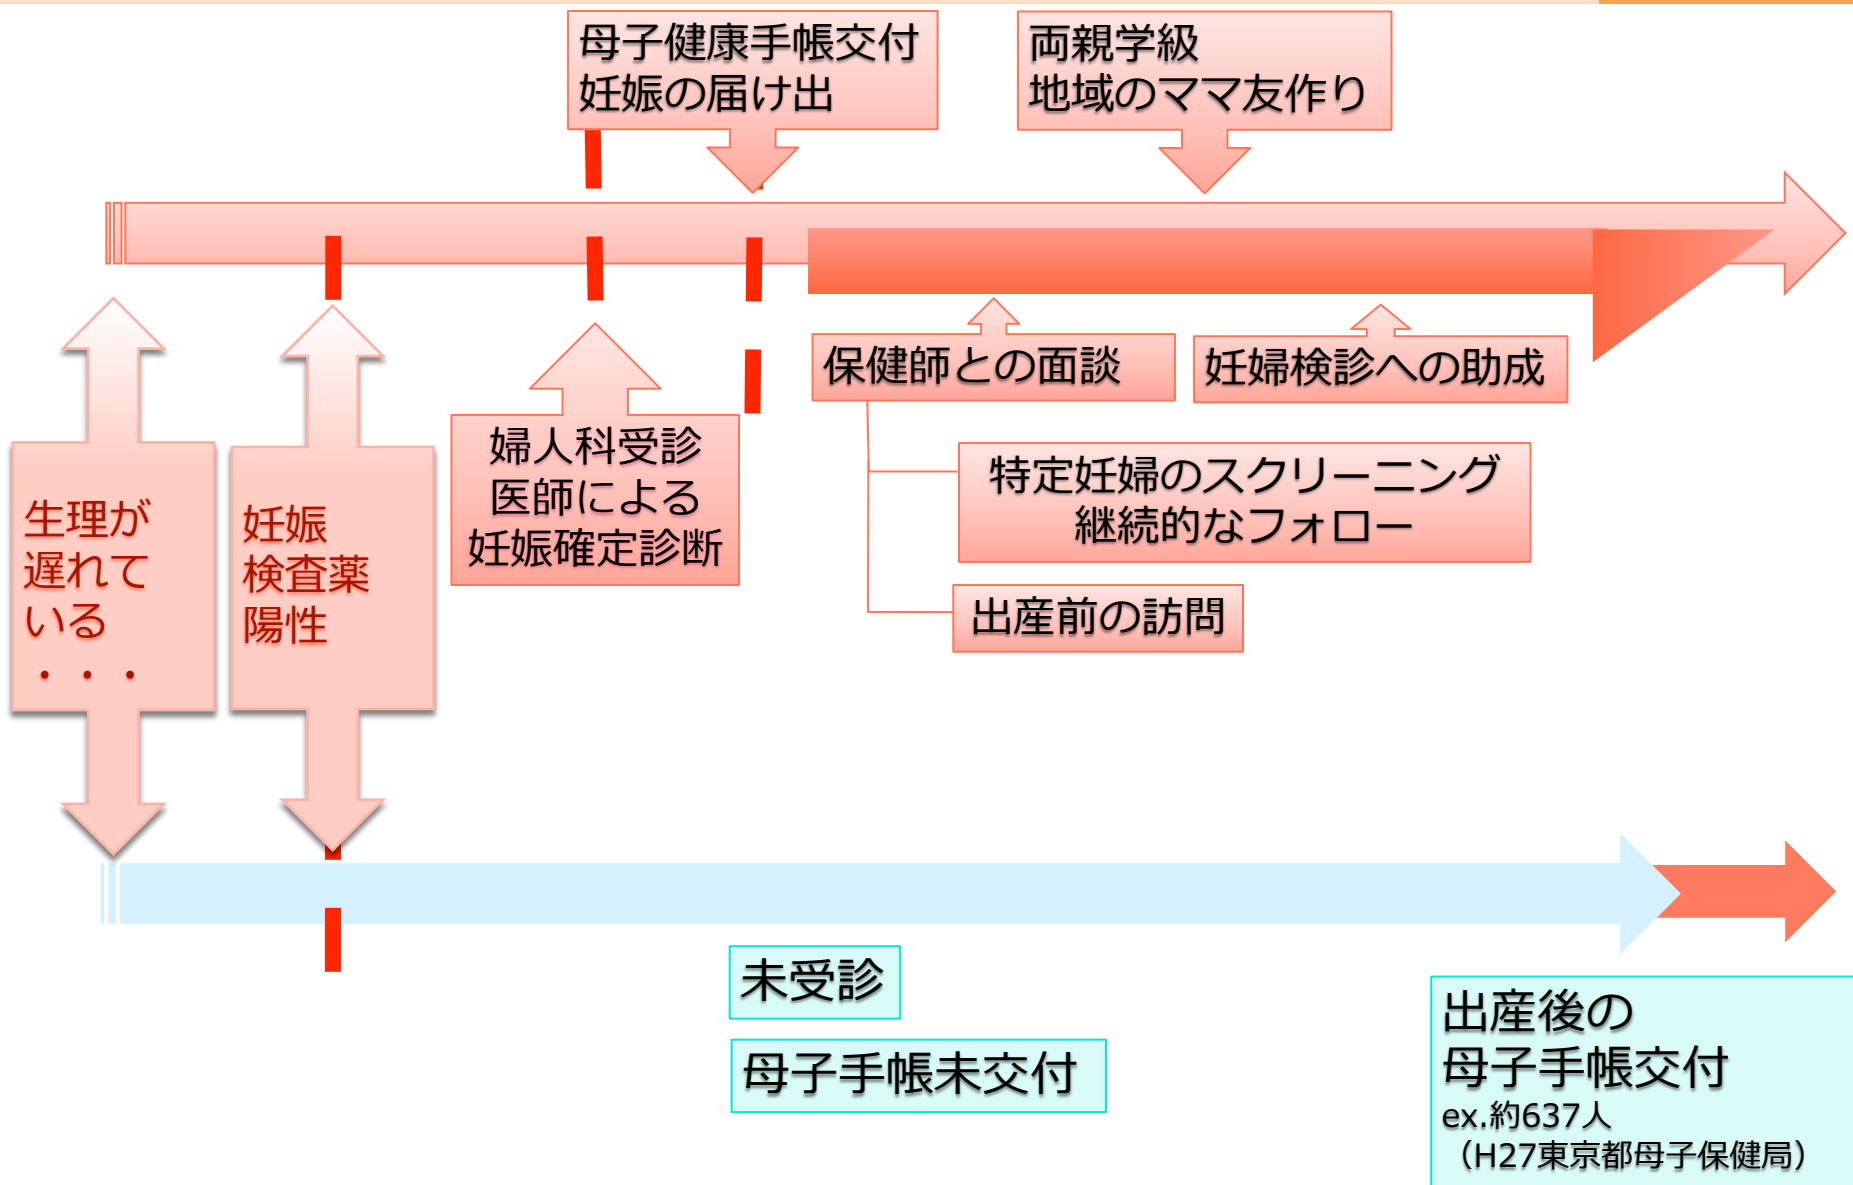 母子健康手帳交付
妊娠の届け出
両親学級
地域のママ友作り
保健師との面談
妊婦検診への助成
婦人科受診
医師による
妊娠確定診断
特定妊婦のスクリーニング
継続的なフォロー
出産前の訪問
生理が
遅れて
いる
・・・
妊娠
検査薬
陽性
未受診
母子手帳未交付
出産後の
母子手帳交付
ex.約637人
（H27東京都母子保健局）